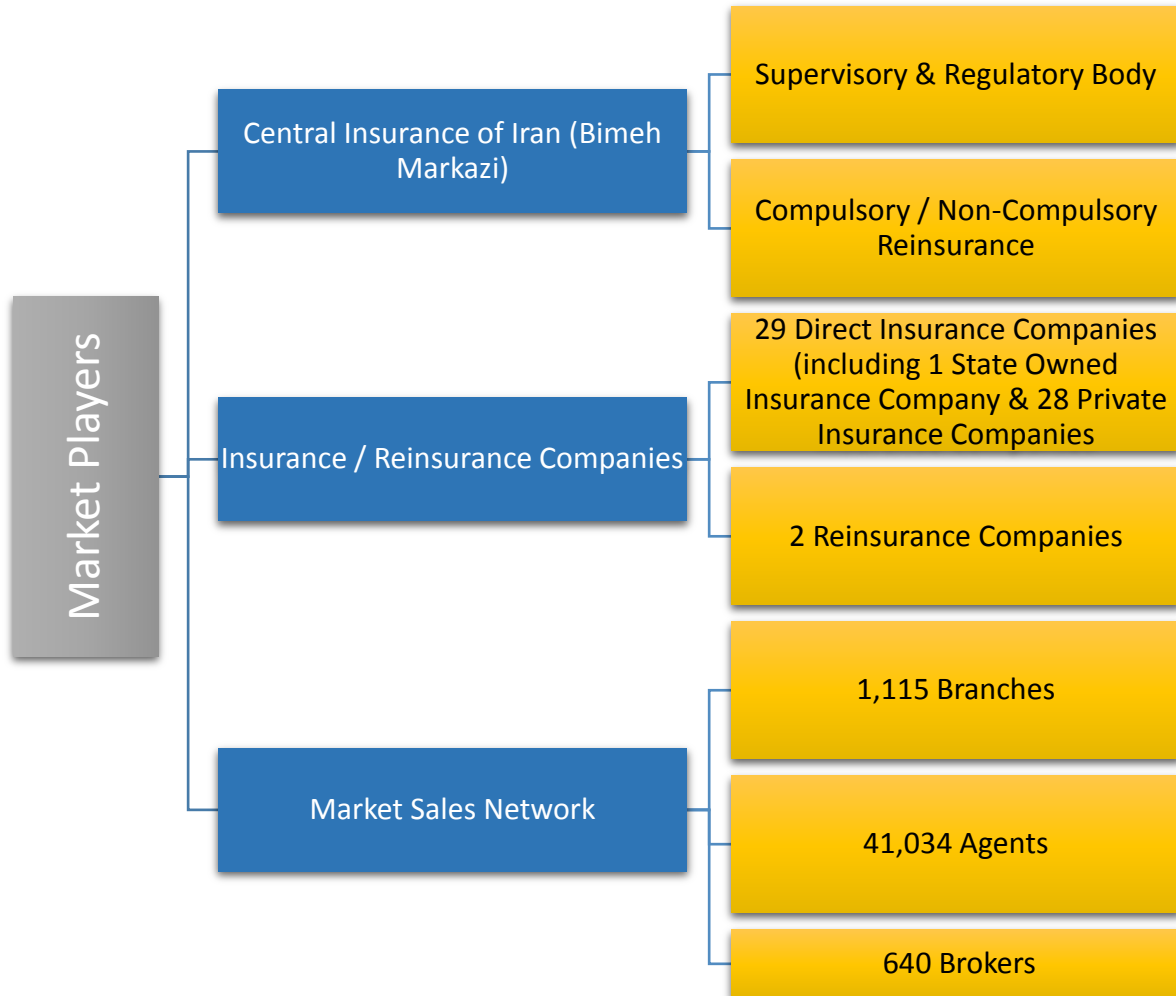 Market Players
Central Insurance of Iran (Bimeh
Markazi)
Supervisory & Regulatory Body
Compulsory / Non-Compulsory
Reinsurance
Insurance / Reinsurance Companies
29 Direct Insurance Companies
(including 1 State Owned
Insurance Company & 28 Private
Insurance Companies
2 Reinsurance Companies
Market Sales Network
1,115 Branches
41,034 Agents
640 Brokers